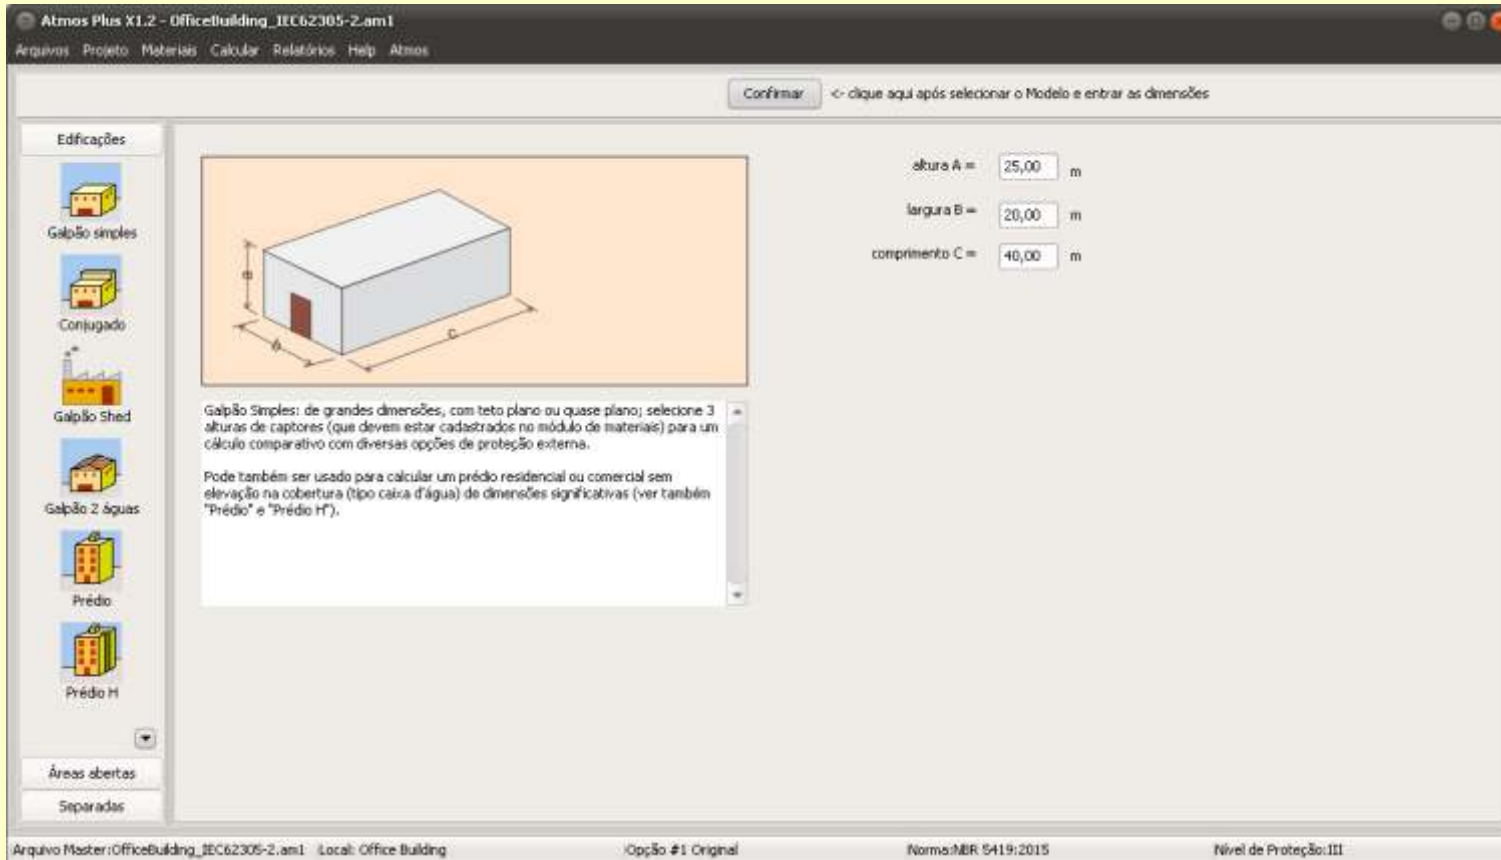 Atmos Plus X1.2 - OfficeBuilding_IEC62305-2.am1
Arquivos Projeto Materiais Calcular Relatórios Help Atmos
Confirmar <- clique aqui após selecionar o Modelo e entrar as dimensões
Edificações
Galpão simples
Conjugado
Galpão Shed
Galpão 2 águas
Prédio
Prédio H
Áreas abertas
Separadas
a
b
c
Galpão Simples: de grandes dimensões, com teto plano ou quase plano; selecione 3
alturas de captores (que devem estar cadastrados no módulo de materiais) para um
cálculo comparativo com diversas opções de proteção externa.
Pode também ser usado para calcular um prédio residencial ou comercial sem
elevação na cobertura (tipo caixa d'água) de dimensões significativas (ver também
"Prédio" e "Prédio H").
altura A = 25,00 m
largura B = 20,00 m
comprimento C = 40,00 m
Arquivo Master:OfficeBuilding_IEC62305-2.am1 Local: Office Building Opção #1 Original Norma:NBR 5419:2015 Nível de Proteção:III